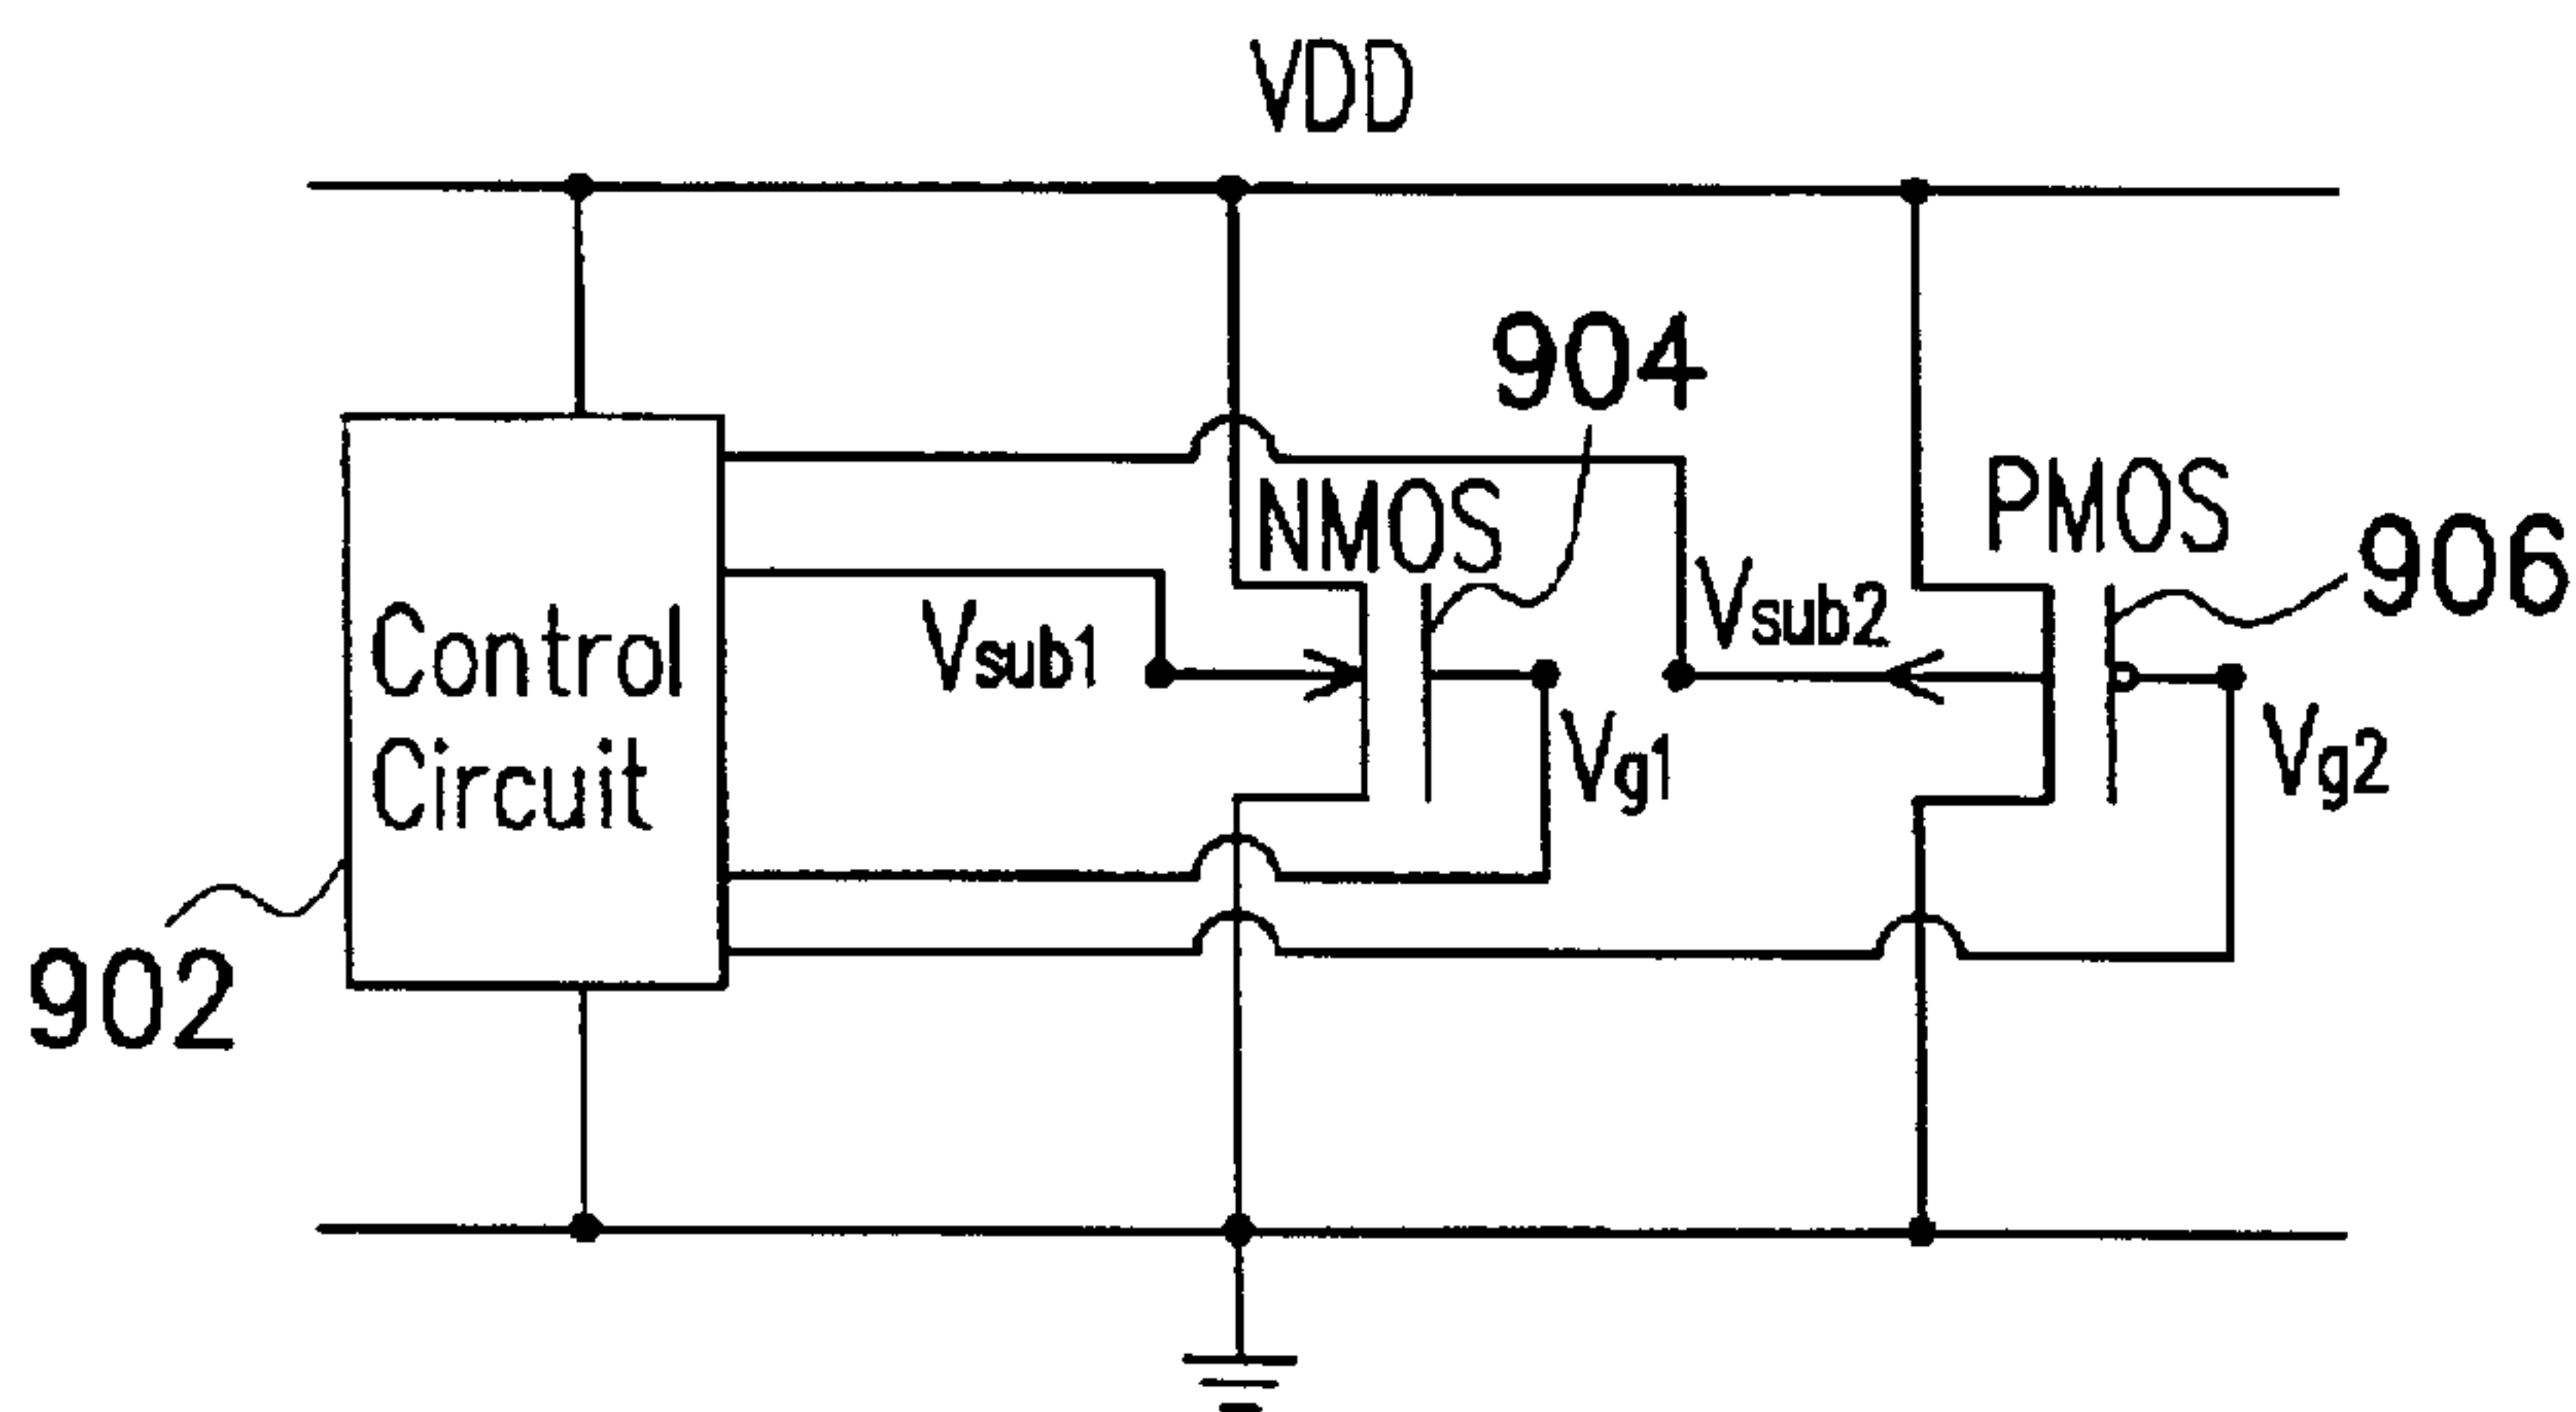 VDD
904
NMOS
PMOS
906
Vsub1
Vsub2
Control
Circuit
Vg1
Vg2
902